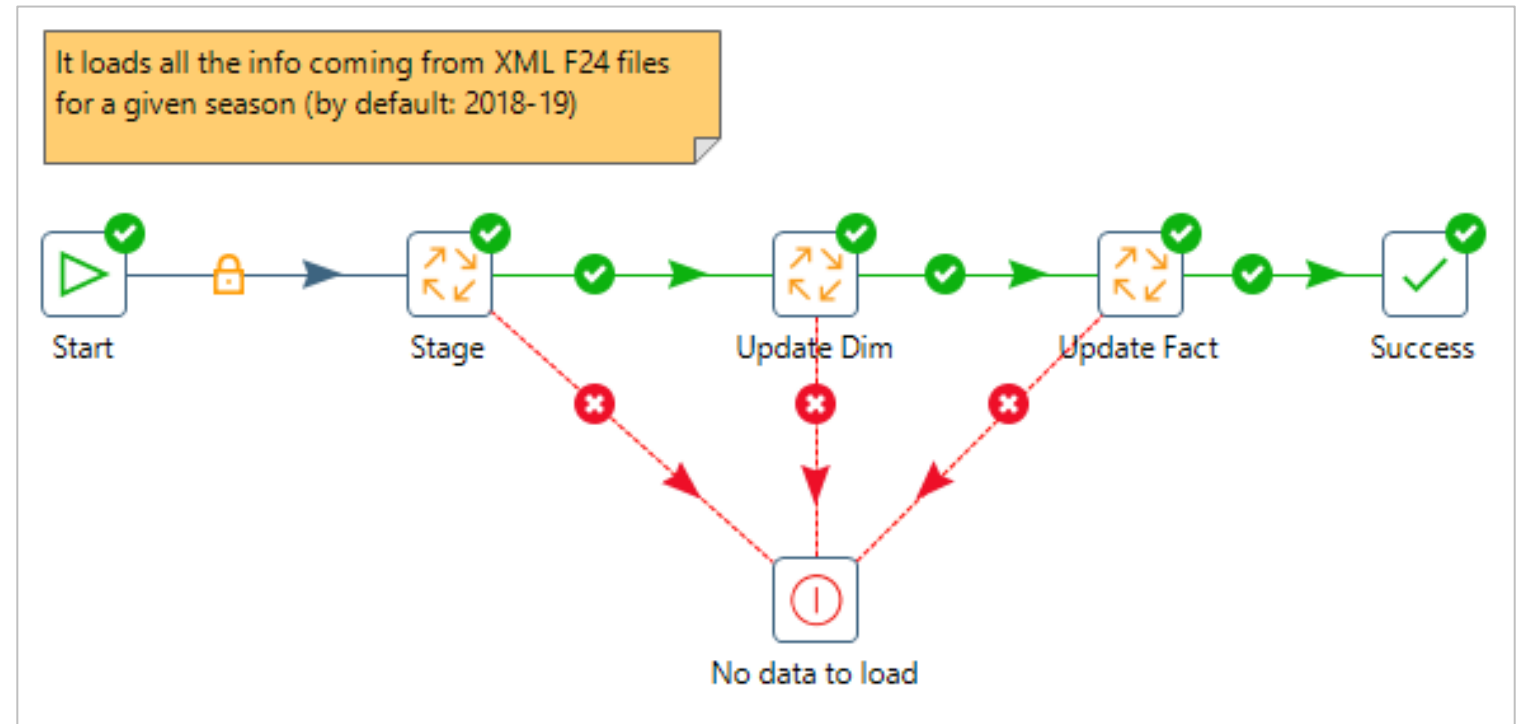 It loads all the info coming from XML F24 files
for a given season (by default: 2018-19)
Start
Stage
Update Dim
Update Fact
Success
No data to load